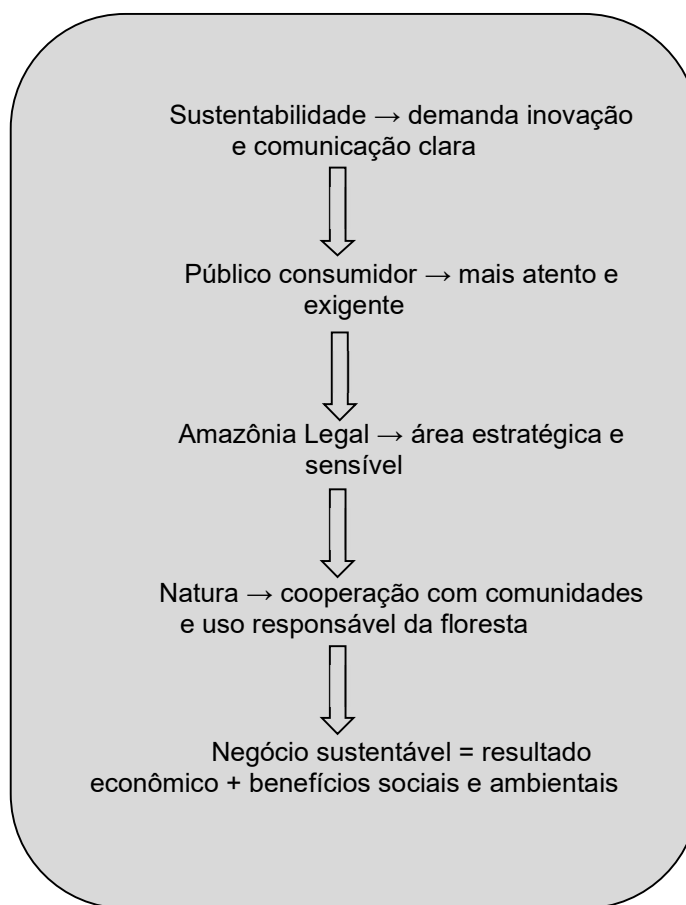 Sustentabilidade → demanda inovação
e comunicação clara
Público consumidor → mais atento e
exigente
Amazônia Legal → área estratégica e
sensível
Natura → cooperação com comunidades
e uso responsável da floresta
Negócio sustentável = resultado
econômico + benefícios sociais e ambientais